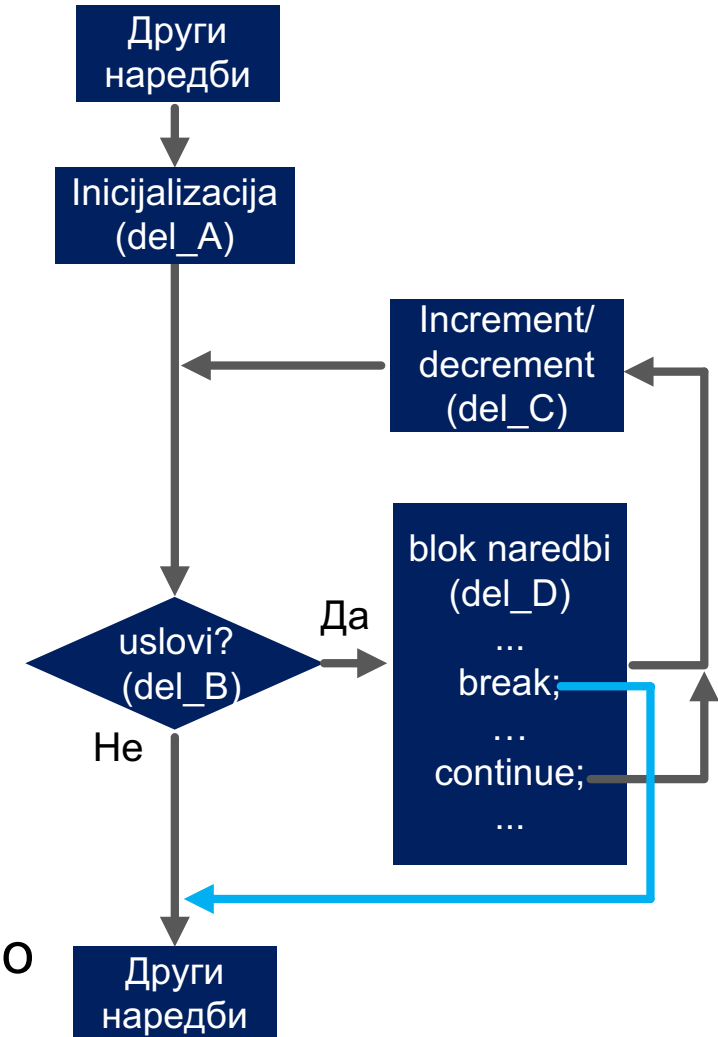 Други
наредби
Inicijalizacija
(del_A)
Increment/
decrement
(del_C)
blok naredbi
(del_D)
...
break;
...
continue;
...
uslovi?
(del_B)
Да
Не
о
Други
наредби